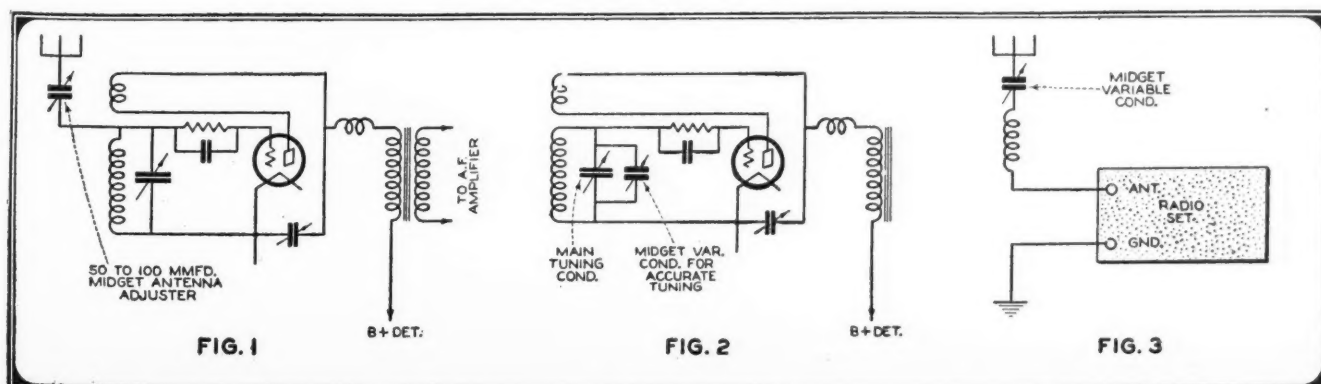 50 TO 100 MMFD.
MIDGET ANTENNA
ADJUSTER
TO A.F.
AMPLIFIER
B+DET.
FIG. 1
MAIN
TUNING
COND.
MIDGET VAR.
COND. FOR
ACCURATE
TUNING
B+DET.
FIG. 2
MIDGET
VARIABLE
COND.
ANT.
RADIO
SET.
GND.
FIG. 3